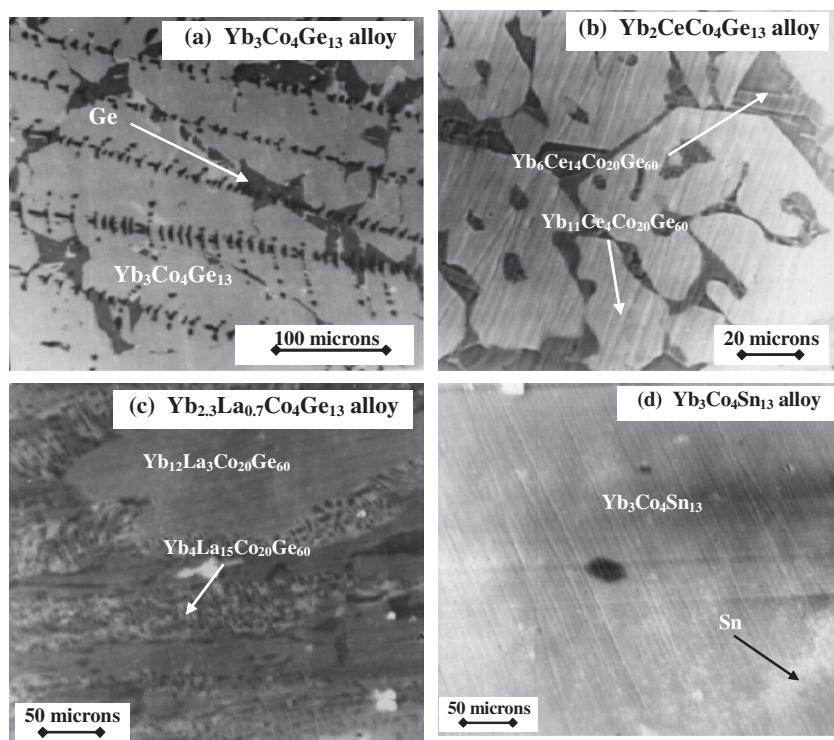 (a) Yb₃Co₄Ge₁₃ alloy
Ge
Yb₃Co₄Ge₁₃
100 microns
(b) Yb₂CeCo₄Ge₁₃ alloy
Yb₆Ce₁₄Co₂₀Ge₆₀
Yb₁₁Ce₄Co₂₀Ge₆₀
20 microns
(c) Yb₂.₃La₀.₇Co₄Ge₁₃ alloy
Yb₁₂La₃Co₂₀Ge₆₀
Yb₄La₁₅Co₂₀Ge₆₀
50 microns
(d) Yb₃Co₄Sn₁₃ alloy
Yb₃Co₄Sn₁₃
Sn
50 microns